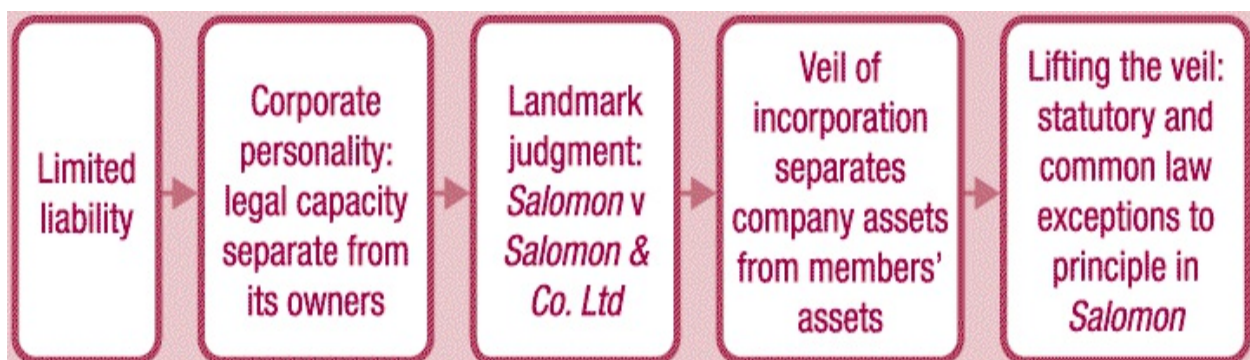 Limited
liability
Corporate
personality:
legal capacity
separate from
its owners
Landmark
judgment:
Salomon v
Salomon &
Co. Ltd
Veil of
incorporation
separates
company assets
from members’
assets
Lifting the veil:
statutory and
common law
exceptions to
principle in
Salomon